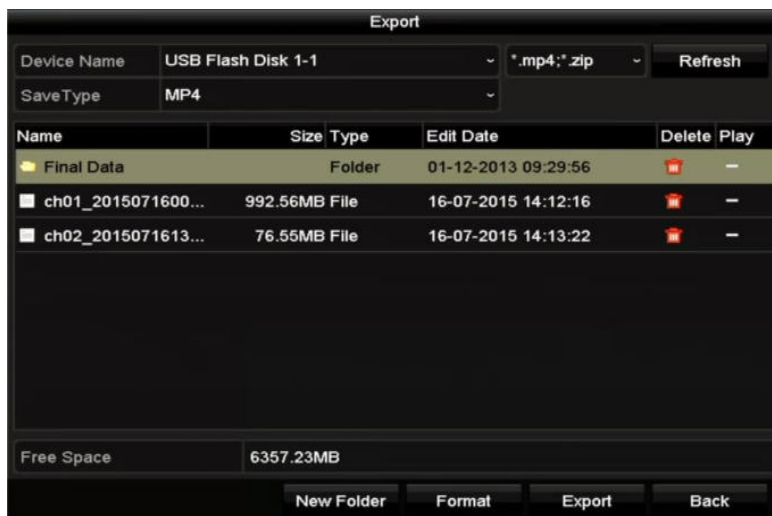 Export
Device Name USB Flash Disk 1-1 *.mp4;*.zip Refresh
SaveType MP4
Name Size Type Edit Date Delete Play
Final Data Folder 01-12-2013 09:29:56
ch01_2015071600... 992.56MB File 16-07-2015 14:12:16
ch02_2015071613... 76.55MB File 16-07-2015 14:13:22
Free Space 6357.23MB
New Folder Format Export Back